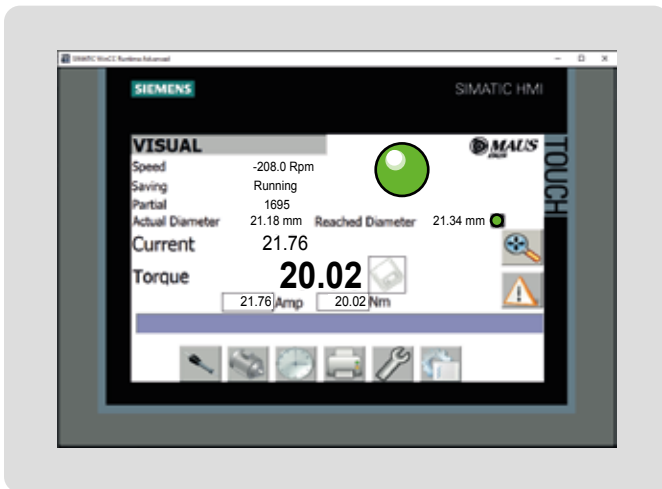 SIMATIC WinCC Runtime Advanced
SIEMENS
SIMATIC HMI
VISUAL
MAUS
TOUCH
Speed -208.0 Rpm
Saving Running
Partial 1695
Actual Diameter 21.18 mm Reached Diameter 21.34 mm
Current 21.76
Torque 20.02
21.76 Amp 20.02 Nm